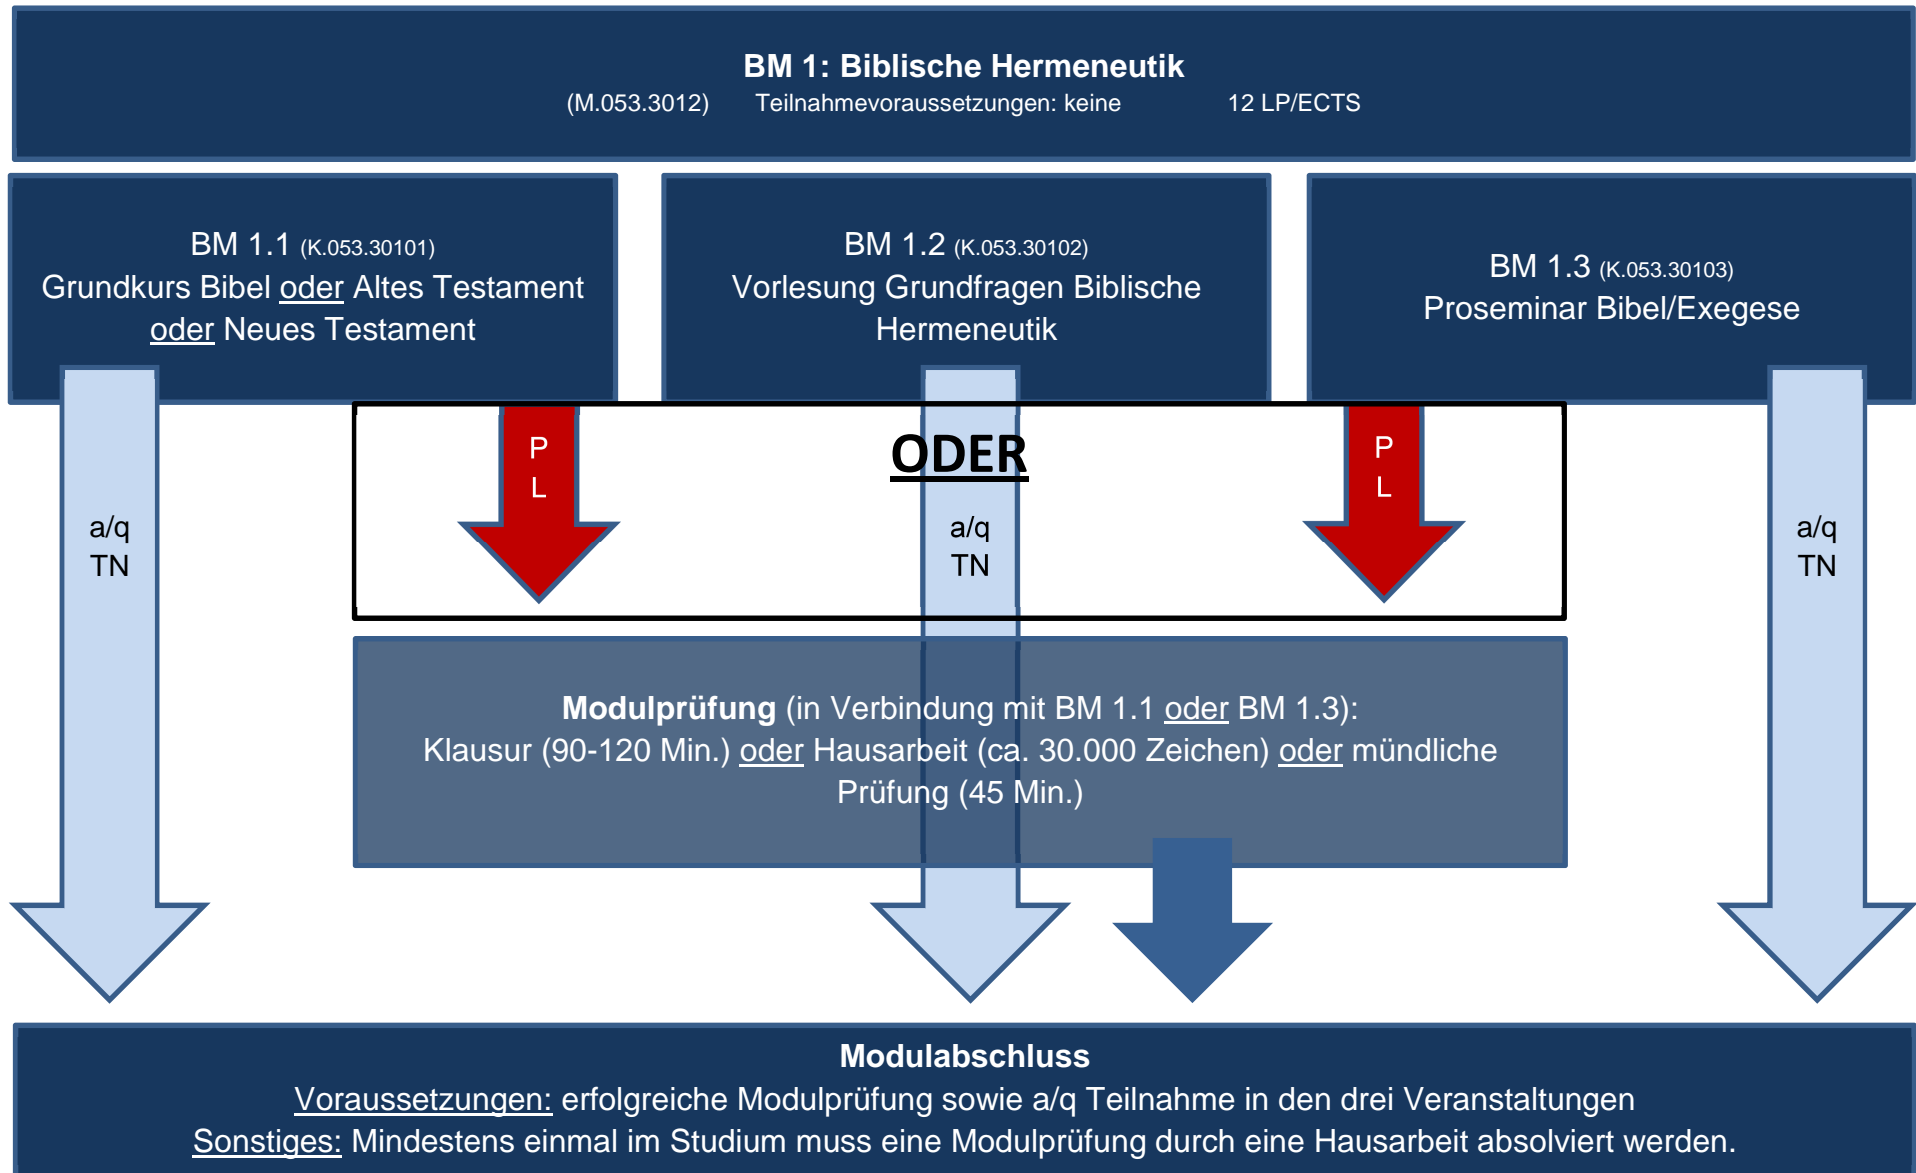 BM 1: Biblische Hermeneutik
(M.053.3012) Teilnahmevoraussetzungen: keine 12 LP/ECTS
BM 1.1 (K.053.30101)
Grundkurs Bibel oder Altes Testament
oder Neues Testament
BM 1.2 (K.053.30102)
Vorlesung Grundfragen Biblische
Hermeneutik
BM 1.3 (K.053.30103)
Proseminar Bibel/Exegese
P
L
ODER
P
L
a/q
TN
a/q
TN
a/q
TN
Modulprüfung (in Verbindung mit BM 1.1 oder BM 1.3):
Klausur (90-120 Min.) oder Hausarbeit (ca. 30.000 Zeichen) oder mündliche
Prüfung (45 Min.)
Modulabschluss
Voraussetzungen: erfolgreiche Modulprüfung sowie a/q Teilnahme in den drei Veranstaltungen
Sonstiges: Mindestens einmal im Studium muss eine Modulprüfung durch eine Hausarbeit absolviert werden.